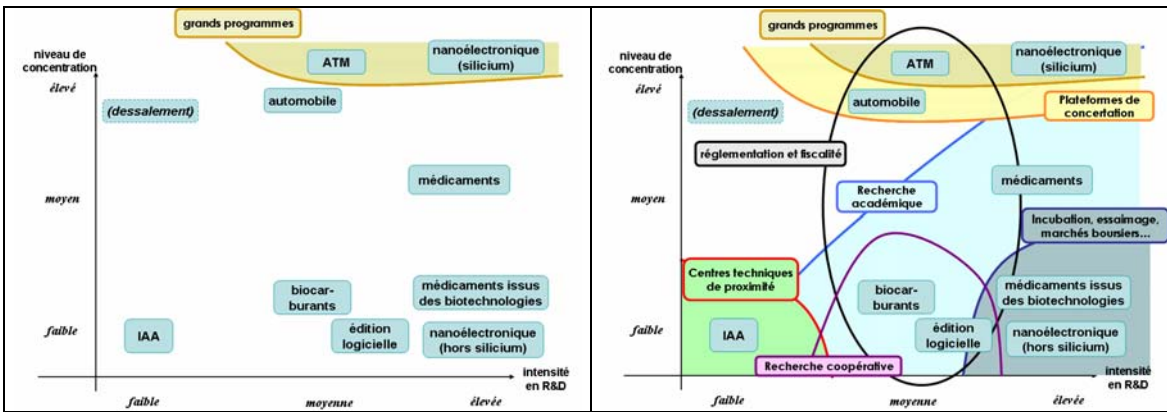 grands programmes
niveau de
concentration
élevé
ATM
nanoélectronique
(silicium)
automobile
(dessalement)
médicaments
moyen
biocar-
burants
médicaments issus
des biotechnologies
faible
IAA
édition
logicielle
nanoélectronique
(hors silicium)
intensité
en R&D
faible
moyenne
élevée
grands programmes
niveau de
concentration
élevé
ATM
nanoélectronique
(silicium)
automobile
Plateformes de
concertation
(dessalement)
réglementation et fiscalité
médicaments
moyen
Recherche
académique
Incubation, essaimage,
marchés boursiers...
Centres techniques
de proximité
biocar-
burants
médicaments issus
des biotechnologies
faible
IAA
édition
logicielle
nanoélectronique
(hors silicium)
Recherche coopérative
intensité
en R&D
faible
moyenne
élevée